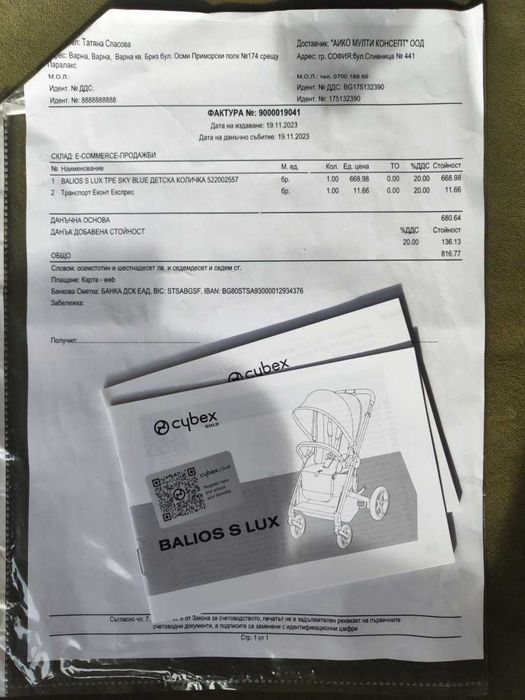 Татяна Спасова
Доставчик: "АИКО МУЛТИ КОНСЕПТ" ООД
Варна, Варна, Варна кв. Бриз бул. Осми Приморски полк №174 срещу
Паралакс
Адрес: гр. СОФИЯ,бул.Сливница № 441
М.О.Л.:
М.О.Л.: тел. 0700 188 66
Идент. № ДДС:
Идент. № ДДС: BG175132390
Идент. №: 8888888888
Идент. №: 175132390
ФАКТУРА №: 9000019041
Дата на издаване: 19.11.2023
Дата на данъчно събитие: 19.11.2023
СКЛАД: E-COMMERCE-ПРОДАЖБИ
№ Наименование М. ед. Кол. Ед. цена ТО %ДДС Стойност
1 BALIOS S LUX TPE SKY BLUE ДЕТСКА КОЛИЧКА 522002557 бр. 1.00 668.98 0.00 20.00 668.98
2 Транспорт Еконт Експрес бр. 1.00 11.66 0.00 20.00 11.66
ДАНЪЧНА ОСНОВА 680.64
ДАНЪК ДОБАВЕНА СТОЙНОСТ %ДДС Стойност
20.00 136.13
ОБЩО 816.77
Словом: осемстотин и шестнадесет лв. и седемдесет и седем ст.
Плащане: Карта - web
Банкова Сметка: БАНКА ДСК ЕАД, BIC: STSABGSF, IBAN: BG80STSA93000012934376
Забележка:
Получил:
cybex
cybex
GOLD
cybex.club
Register here
and unlock
your benefits
BALIOS S LUX
Съгласно чл. 7, от Закона за счетоводството, печатът не е задължителен реквизит на първичните
счетоводни документи, а подписите са заменени с идентификационни шифри
Стр. 1 от 1